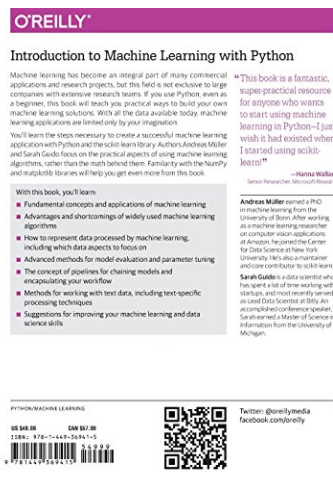 O'REILLY®
Introduction to Machine Learning with Python
Machine learning has become an integral part of many commercial
applications and research projects, but this field is not exclusive to large
companies with extensive research teams. If you use Python, even as
a beginner, this book will teach you practical ways to build your own
machine learning solutions. With all the data available today, machine
learning applications are limited only by your imagination.
You'll learn the steps necessary to create a successful machine learning
application with Python and the scikit-learn library. Authors Andreas Müller
and Sarah Guido focus on the practical aspects of using machine learning
algorithms, rather than the math behind them. Familiarity with the NumPy
and matplotlib libraries will help you get even more from this book.
With this book, you'll learn:
■ Fundamental concepts and applications of machine learning
■ Advantages and shortcomings of widely used machine learning
algorithms
■ How to represent data processed by machine learning,
including which data aspects to focus on
■ Advanced methods for model evaluation and parameter tuning
■ The concept of pipelines for chaining models and
encapsulating your workflow
■ Methods for working with text data, including text-specific
processing techniques
■ Suggestions for improving your machine learning and data
science skills
“This book is a fantastic,
super-practical resource
for anyone who wants
to start using machine
learning in Python—I jus
wish it had existed when
I started using scikit-
learn!”
—Hanna Wallac
Senior Researcher, Microsoft Resear
Andreas Müller earned a PhD
in machine learning from the
University of Bonn. After working
as a machine learning researcher
on computer vision applications
at Amazon, he joined the Center
for Data Science at New York
University. He's also a maintainer
and core contributor to scikit-learn
Sarah Guido is a data scientist who
has spent a lot of time working with
startups, and most recently served
as Lead Data Scientist at Bitly. An
accomplished conference speaker,
Sarah earned a Master of Science in
Information from the University of
Michigan.
PYTHON/MACHINE LEARNING
US $49.99 CAN $57.99
ISBN: 978-1-449-36941-5
54999
9 781449 369415
Twitter: @oreillymedia
facebook.com/oreilly